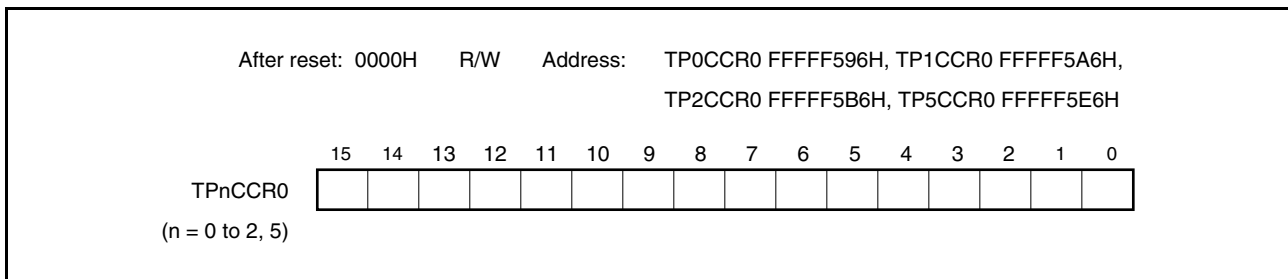 After reset: 0000H R/W Address: TP0CCR0 FFFFF596H, TP1CCR0 FFFFF5A6H,
TP2CCR0 FFFFF5B6H, TP5CCR0 FFFFF5E6H
15 14 13 12 11 10 9 8 7 6 5 4 3 2 1 0
TPnCCR0
(n = 0 to 2, 5)